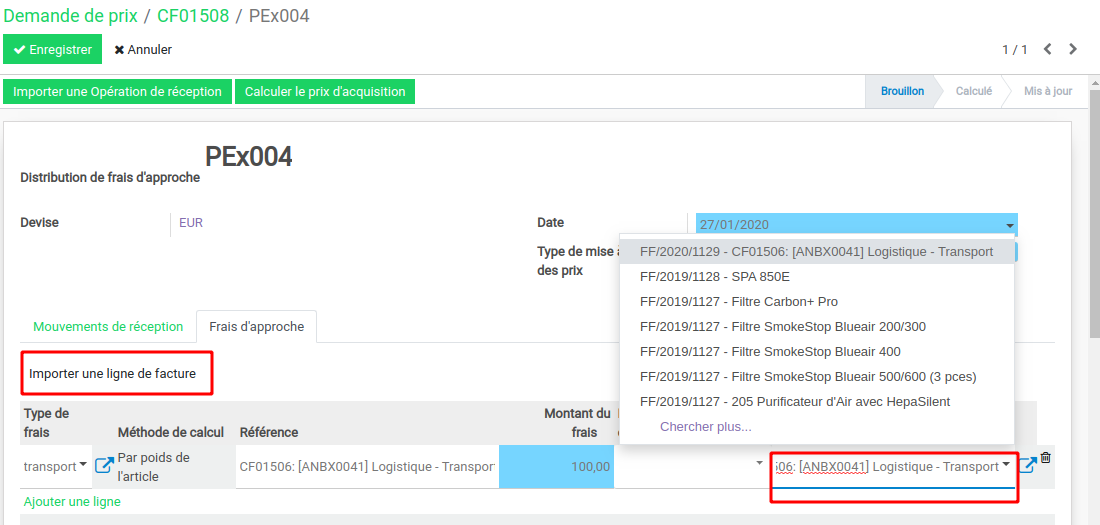 Demande de prix / CF01508 / PEx004
Enregistrer Annuler 1 / 1
Importer une Opération de réception Calculer le prix d'acquisition Brouillon Calculé Mis à jour
PEx004
Distribution de frais d'approche
Devise EUR Date 27/01/2020
Type de mise
des prix
FF/2020/1129 - CF01506: [ANBX0041] Logistique - Transport
FF/2019/1128 - SPA 850E
FF/2019/1127 - Filtre Carbon+ Pro
FF/2019/1127 - Filtre SmokeStop Blueair 200/300
FF/2019/1127 - Filtre SmokeStop Blueair 400
FF/2019/1127 - Filtre SmokeStop Blueair 500/600 (3 pces)
FF/2019/1127 - 205 Purificateur d'Air avec HepaSilent
Chercher plus...
Mouvements de réception Frais d'approche
Importer une ligne de facture
Type de frais Méthode de calcul Référence Montant du frais
transport Par poids de l'article CF01506: [ANBX0041] Logistique - Transpor 100,00 506: [ANBX0041] Logistique - Transport
Ajouter une ligne